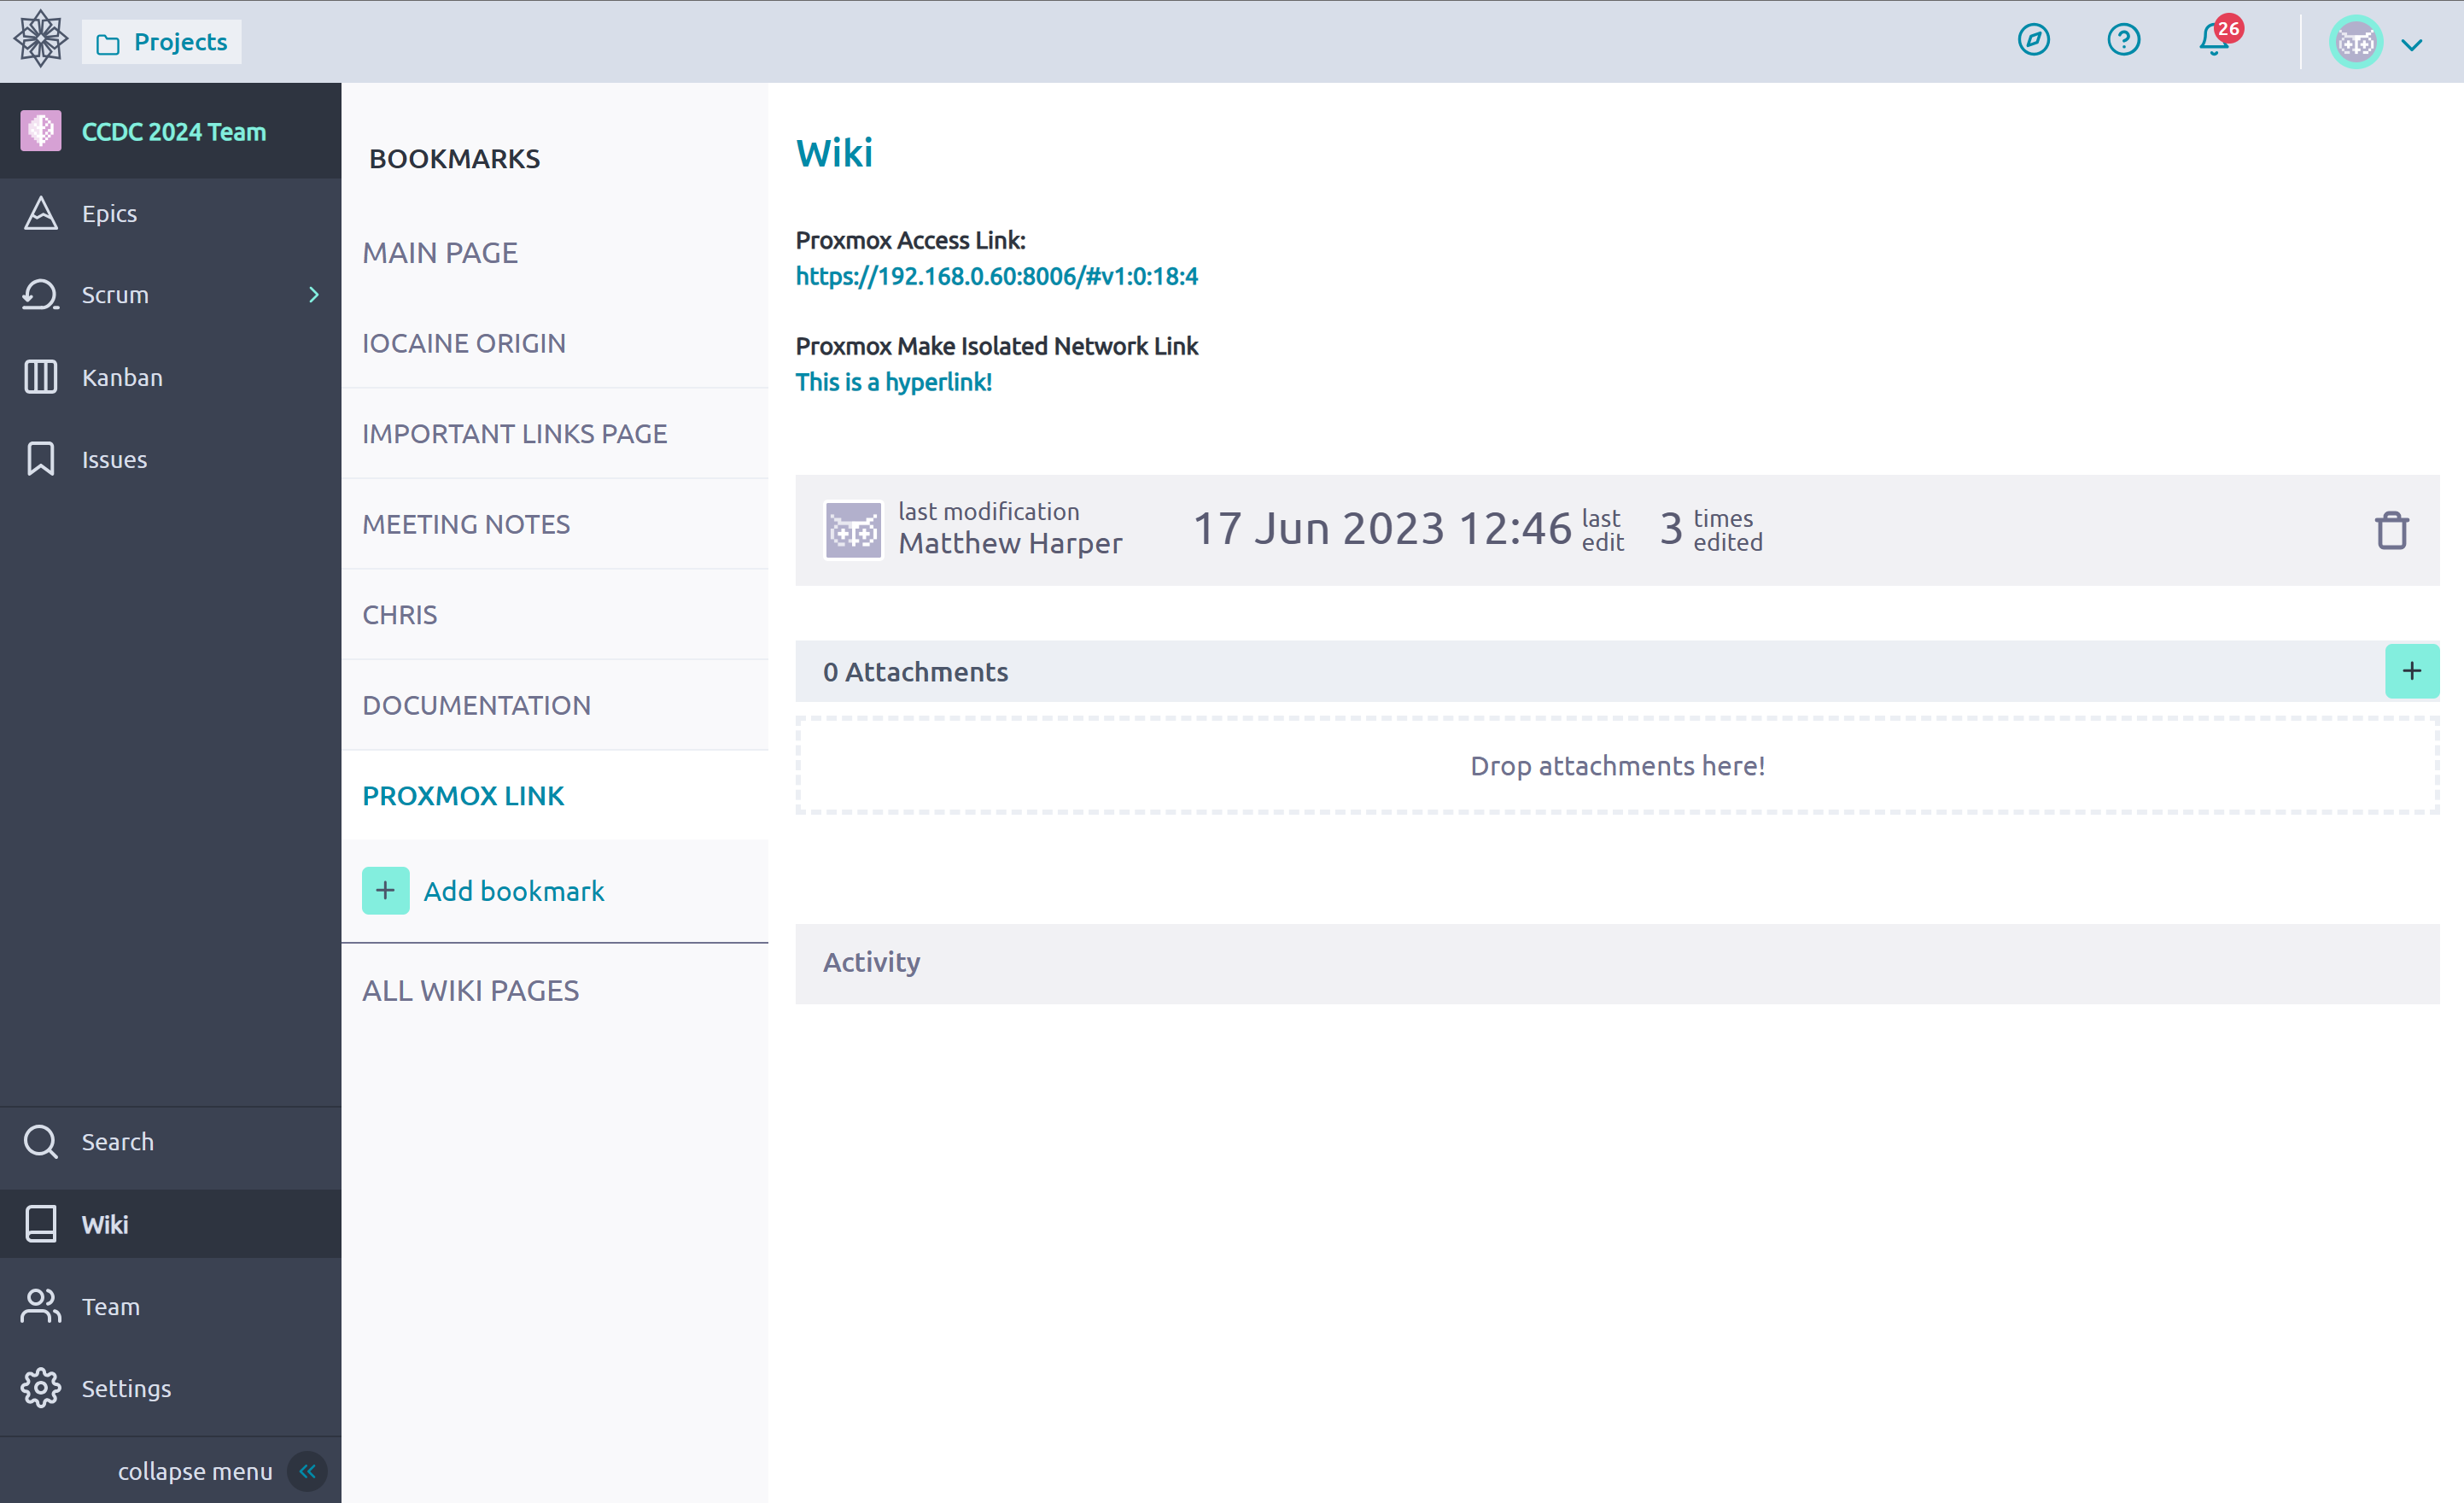 Projects
26
CCDC 2024 Team
Epics
Scrum
Kanban
Issues
Search
Wiki
Team
Settings
collapse menu
BOOKMARKS
MAIN PAGE
IOCAINE ORIGIN
IMPORTANT LINKS PAGE
MEETING NOTES
CHRIS
DOCUMENTATION
PROXMOX LINK
Add bookmark
ALL WIKI PAGES
Wiki
Proxmox Access Link:
https://192.168.0.60:8006/#v1:0:18:4
Proxmox Make Isolated Network Link
This is a hyperlink!
last modification
Matthew Harper
17 Jun 2023 12:46
last
edit
3
times
edited
0 Attachments
Drop attachments here!
Activity